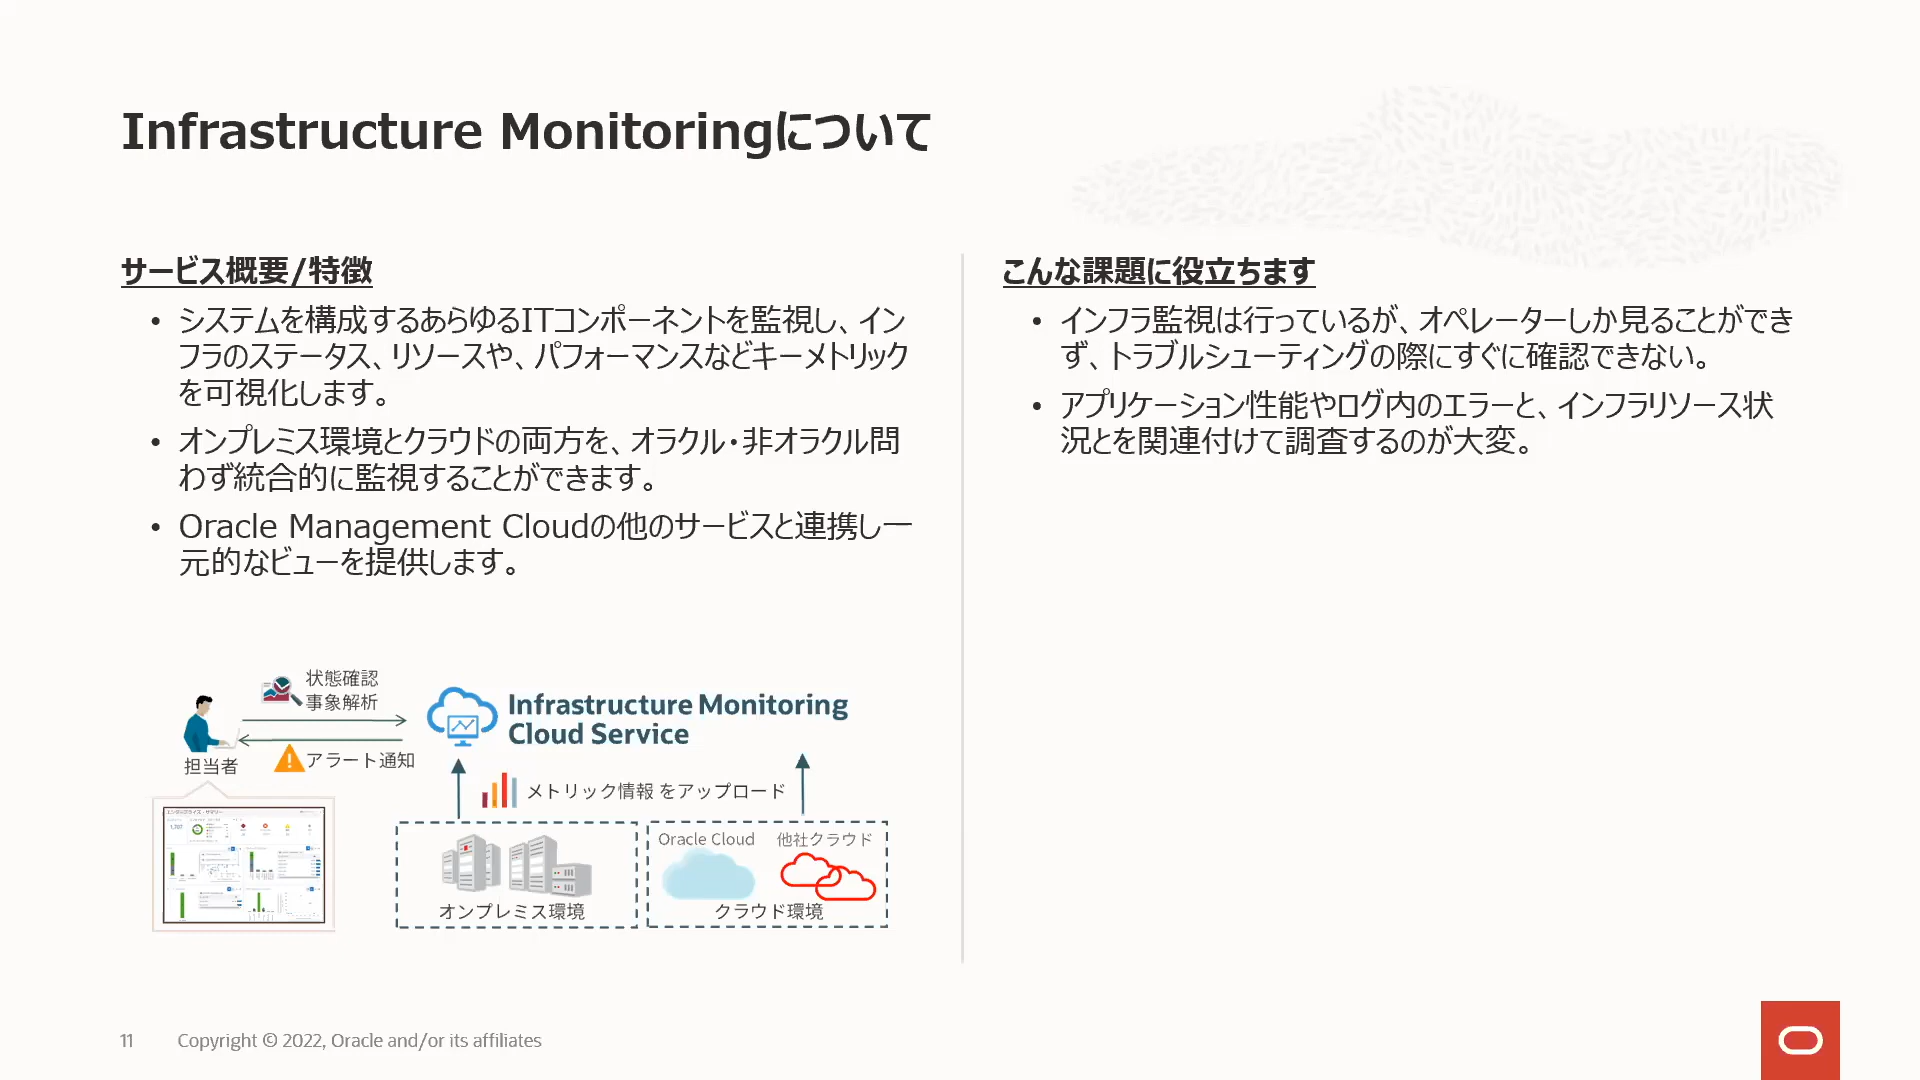 Infrastructure Monitoringについて
サービス概要/特徴
• システムを構成するあらゆるITコンポーネントを監視し、イン
フラのステータス、リソースや、パフォーマンスなどキーメトリック
を可視化します。
• オンプレミス環境とクラウドの両方を、オラクル・非オラクル問
わず統合的に監視することができます。
• Oracle Management Cloudの他のサービスと連携し一
元的なビューを提供します。
こんな課題に役立ちます
• インフラ監視は行っているが、オペレーターしか見ることができ
ず、トラブルシューティングの際にすぐに確認できない。
• アプリケーション性能やログ内のエラーと、インフラリソース状
況とを関連付けて調査するのが大変。
状態確認
事象解析
Infrastructure Monitoring
Cloud Service
担当者
アラート通知
メトリック情報 をアップロード
エンタープライズ・サマリー
Oracle Cloud
他社クラウド
オンプレミス環境
クラウド環境
11
Copyright © 2022, Oracle and/or its affiliates